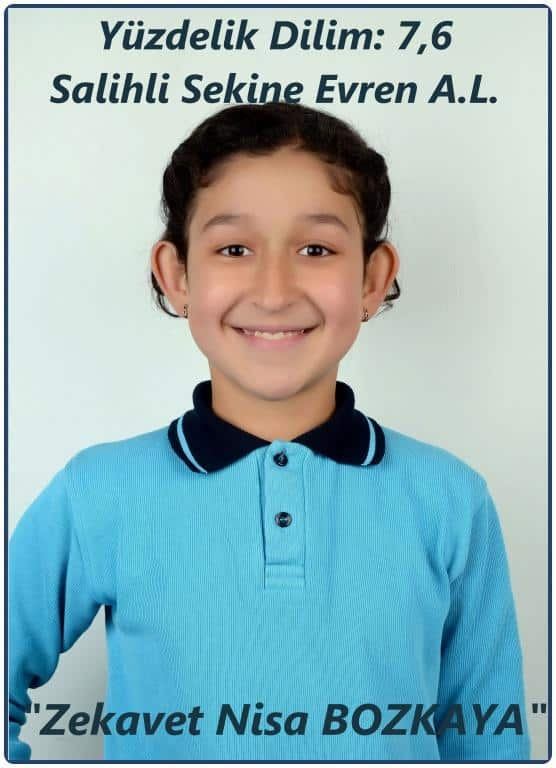 Yüzdelik Dilim: 7,6
Salihli Sekine Evren A.L.
"Zekavet Nisa BOZKAYA"